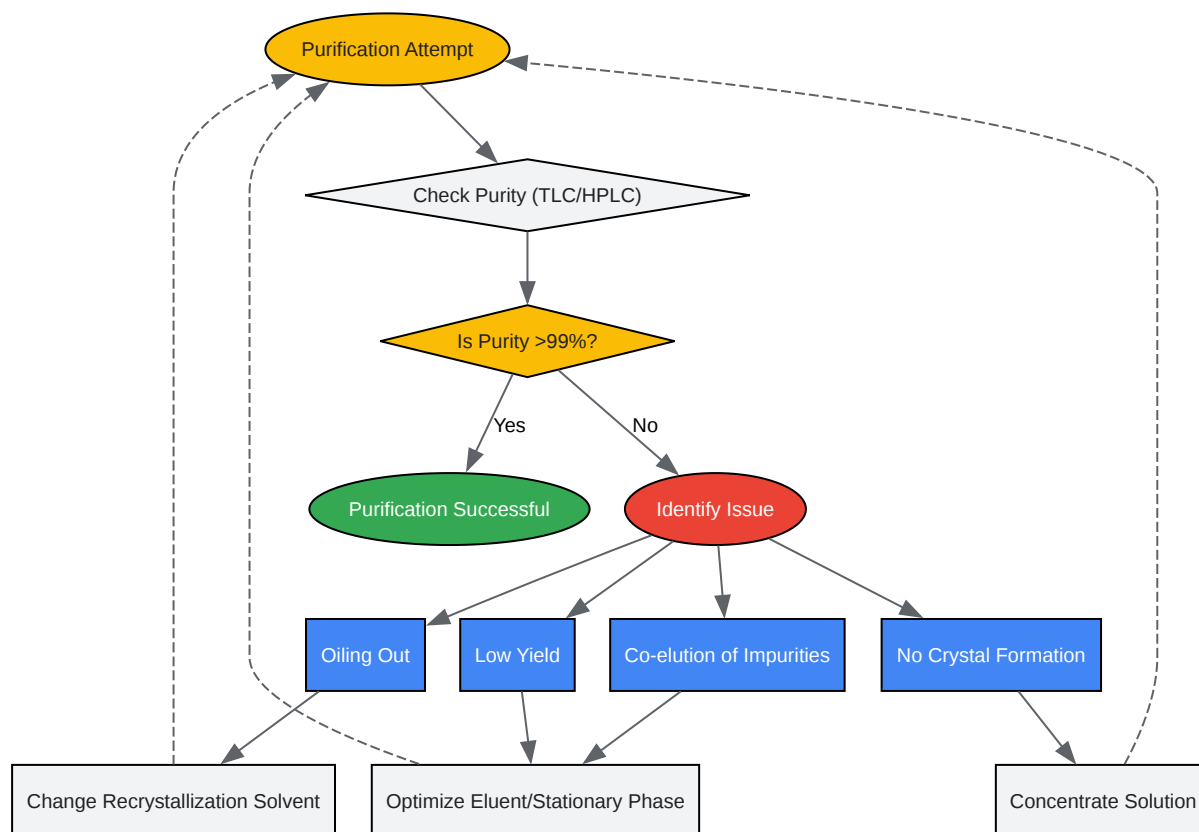 Purification Attempt
Check Purity (TLC/HPLC)
Is Purity >99%?
Yes
No
Purification Successful
Identify Issue
Oiling Out
Low Yield
Co-elution of Impurities
No Crystal Formation
Change Recrystallization Solvent
Optimize Eluent/Stationary Phase
Concentrate Solution